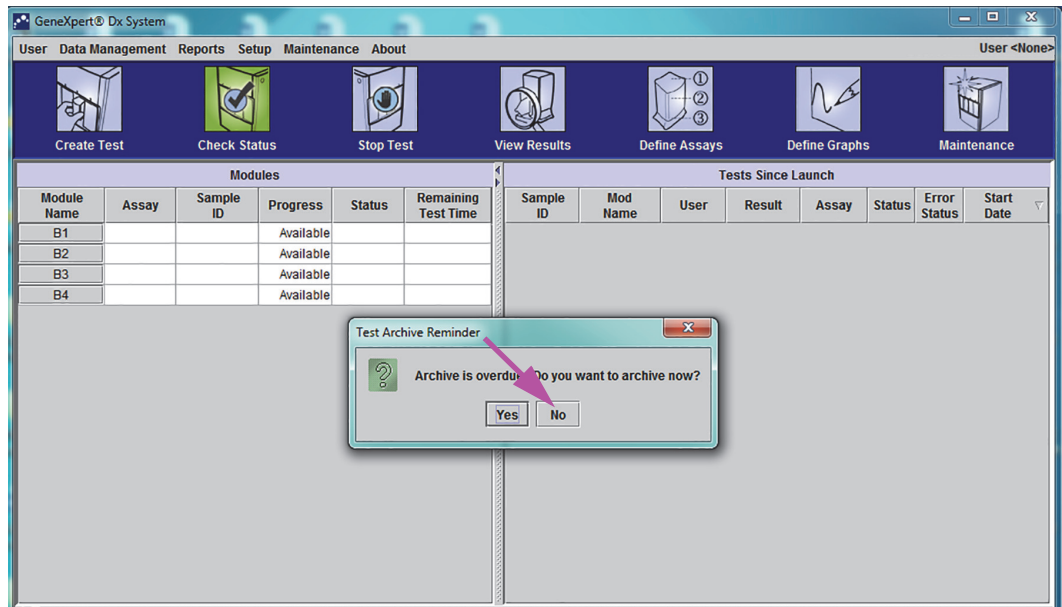 GeneXpert® Dx System
User Data Management Reports Setup Maintenance About User <None>
Create Test Check Status Stop Test View Results Define Assays Define Graphs Maintenance
1
2
3
Modules Tests Since Launch
Module Name Assay Sample ID Progress Status Remaining Test Time Sample ID Mod Name User Result Assay Status Error Status Start Date
B1 Available
B2 Available
B3 Available
B4 Available
Test Archive Reminder
Archive is overdue. Do you want to archive now?
Yes No